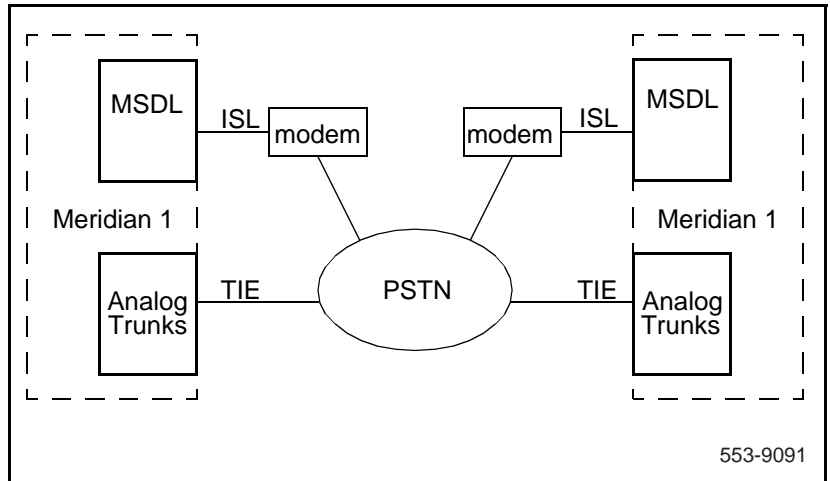 MSDL
ISL
modem
modem
ISL
MSDL
Meridian 1
Meridian 1
Analog
Trunks
TIE
PSTN
TIE
Analog
Trunks
553-9091